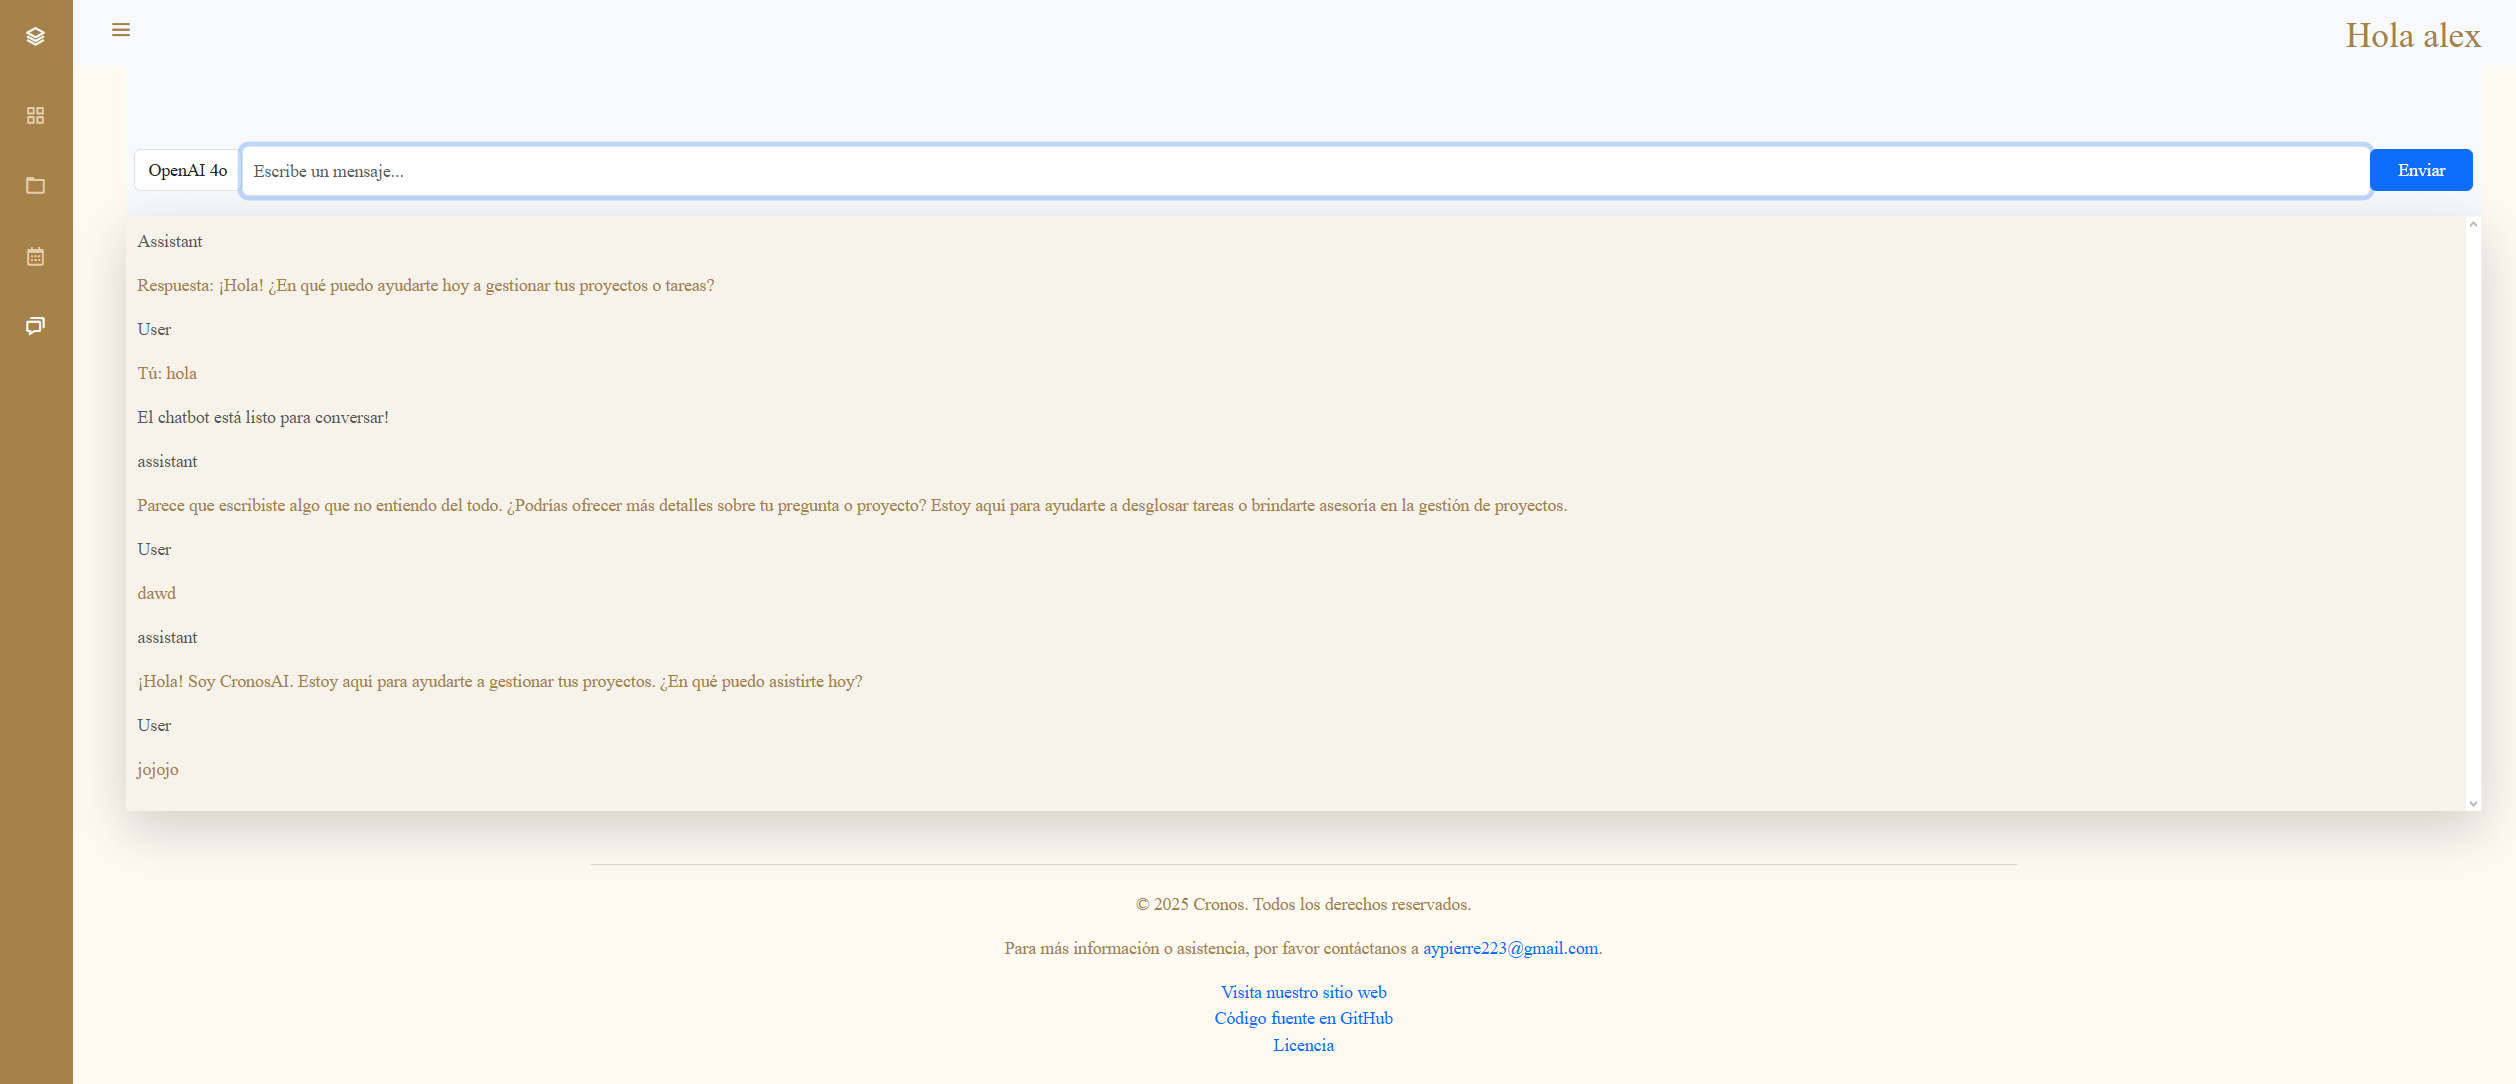 Hola alex
OpenAI 4o
Escribe un mensaje...
Enviar
Assistant
Respuesta: ¡Hola! ¿En qué puedo ayudarte hoy a gestionar tus proyectos o tareas?
User
Tú: hola
El chatbot está listo para conversar!
assistant
Parece que escribiste algo que no entiendo del todo. ¿Podrías ofrecer más detalles sobre tu pregunta o proyecto? Estoy aquí para ayudarte a desglosar tareas o brindarte asesoría en la gestión de proyectos.
User
dawd
assistant
¡Hola! Soy CronosAI. Estoy aquí para ayudarte a gestionar tus proyectos. ¿En qué puedo asistirte hoy?
User
jojojo
© 2025 Cronos. Todos los derechos reservados.
Para más información o asistencia, por favor contáctanos a aypierre223@gmail.com.
Visita nuestro sitio web
Código fuente en GitHub
Licencia